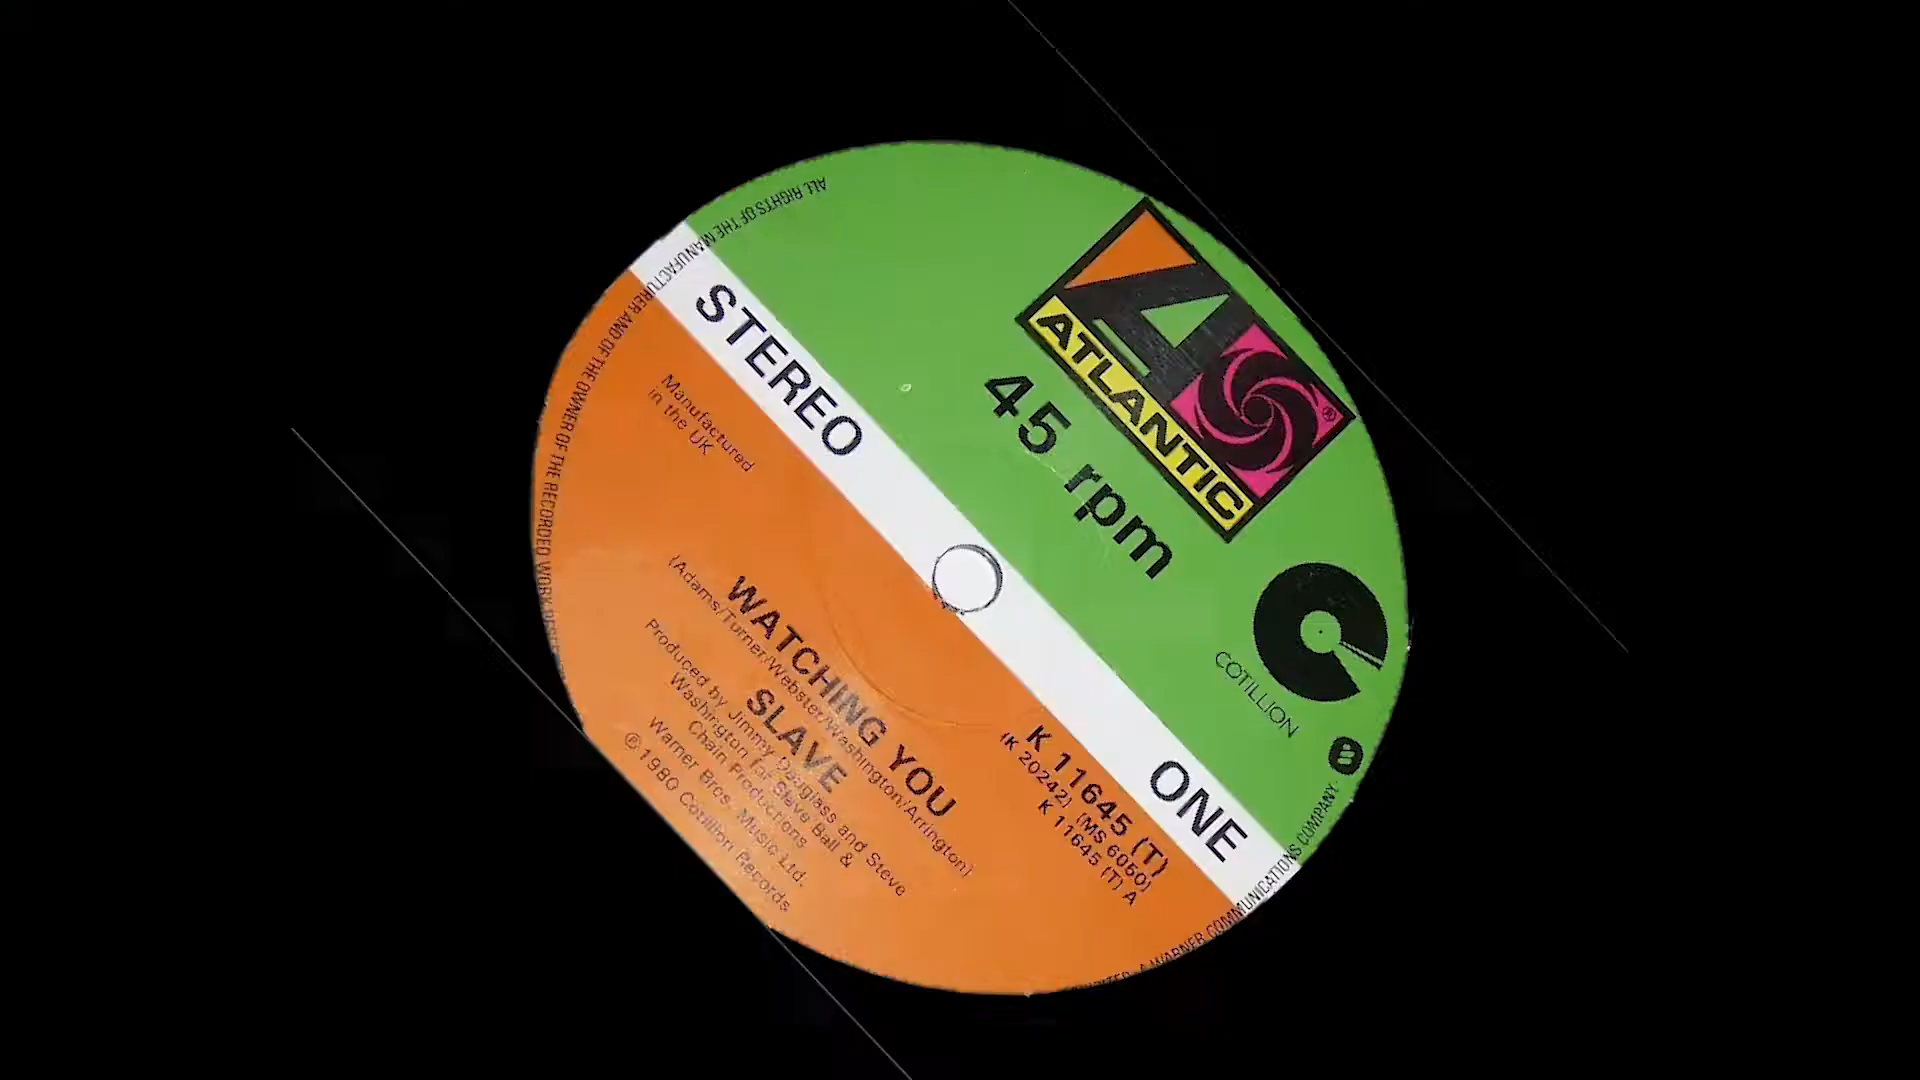 ATLANTIC
®
45 rpm
COTILLION
STEREO
ONE
Manufactured
in the UK
K 11645 (T)
(K 20242) (MS 6060)
K 11645 (T) A
WATCHING YOU
(Adams/Turner/Webster/Washington/Arrington)
SLAVE
Produced by Jimmy Douglass and Steve
Washington for Slave Ball &
Chain Productions
Warner Bros. Music Ltd.
℗1980 Cotillion Records
ALL RIGHTS OF THE MANUFACTURER AND OF THE OWNER OF THE RECORDED WORK
A WARNER COMMUNICATIONS COMPANY